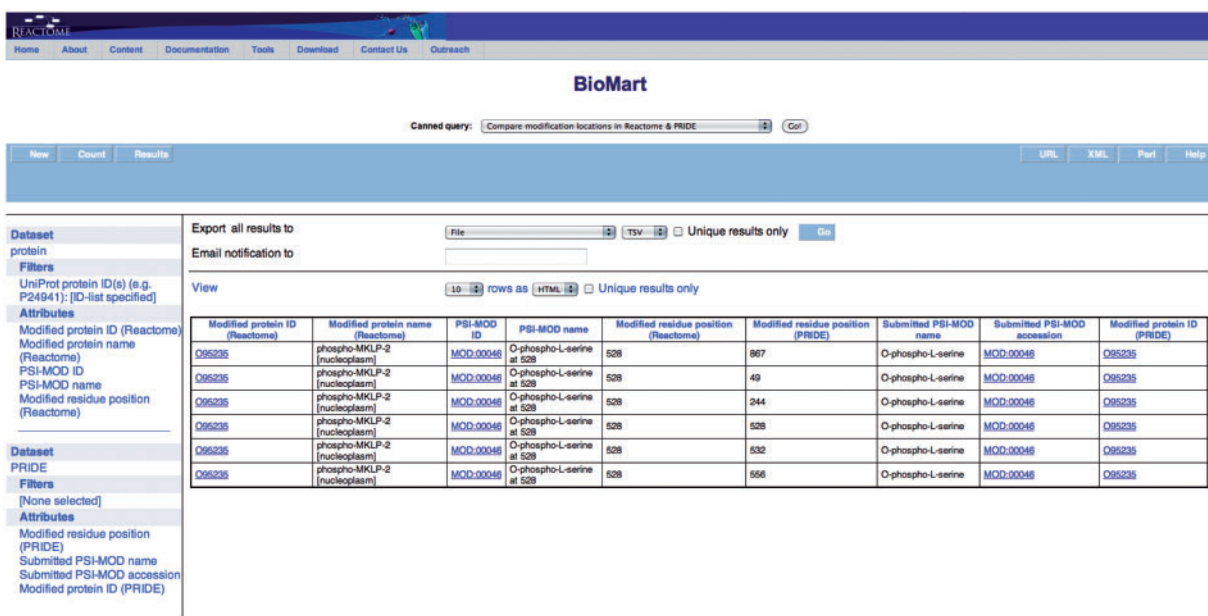 REACTOME
Home About Content Documentation Tools Download Contact Us Outreach
BioMart
Canned query: Compare modification locations in Reactome & PRIDE Go!
New Count Results URL XML Perl Help
Dataset
protein
Filters
UniProt protein ID(s) (e.g.
P24941): [ID-list specified]
Attributes
Modified protein ID (Reactome)
Modified protein name
(Reactome)
PSI-MOD ID
PSI-MOD name
Modified residue position
(Reactome)
Dataset
PRIDE
Filters
[None selected]
Attributes
Modified residue position
(PRIDE)
Submitted PSI-MOD name
Submitted PSI-MOD accession
Modified protein ID (PRIDE)
Export all results to File TSV Unique results only Go
Email notification to
View 10 rows as HTML Unique results only
Modified protein ID Modified protein name PSI-MOD PSI-MOD name Modified residue position Modified residue position Submitted PSI-MOD Submitted PSI-MOD Modified protein ID
(Reactome) (Reactome) ID (Reactome) (PRIDE) name accession (PRIDE)
O95235 phospho-MKLP-2 MOD:00046 O-phospho-L-serine 528 867 O-phospho-L-serine MOD:00046 O95235
[nucleoplasm] at 528
O95235 phospho-MKLP-2 MOD:00046 O-phospho-L-serine 528 49 O-phospho-L-serine MOD:00046 O95235
[nucleoplasm] at 528
O95235 phospho-MKLP-2 MOD:00046 O-phospho-L-serine 528 244 O-phospho-L-serine MOD:00046 O95235
[nucleoplasm] at 528
O95235 phospho-MKLP-2 MOD:00046 O-phospho-L-serine 528 528 O-phospho-L-serine MOD:00046 O95235
[nucleoplasm] at 528
O95235 phospho-MKLP-2 MOD:00046 O-phospho-L-serine 528 532 O-phospho-L-serine MOD:00046 O95235
[nucleoplasm] at 528
O95235 phospho-MKLP-2 MOD:00046 O-phospho-L-serine 528 556 O-phospho-L-serine MOD:00046 O95235
[nucleoplasm] at 528